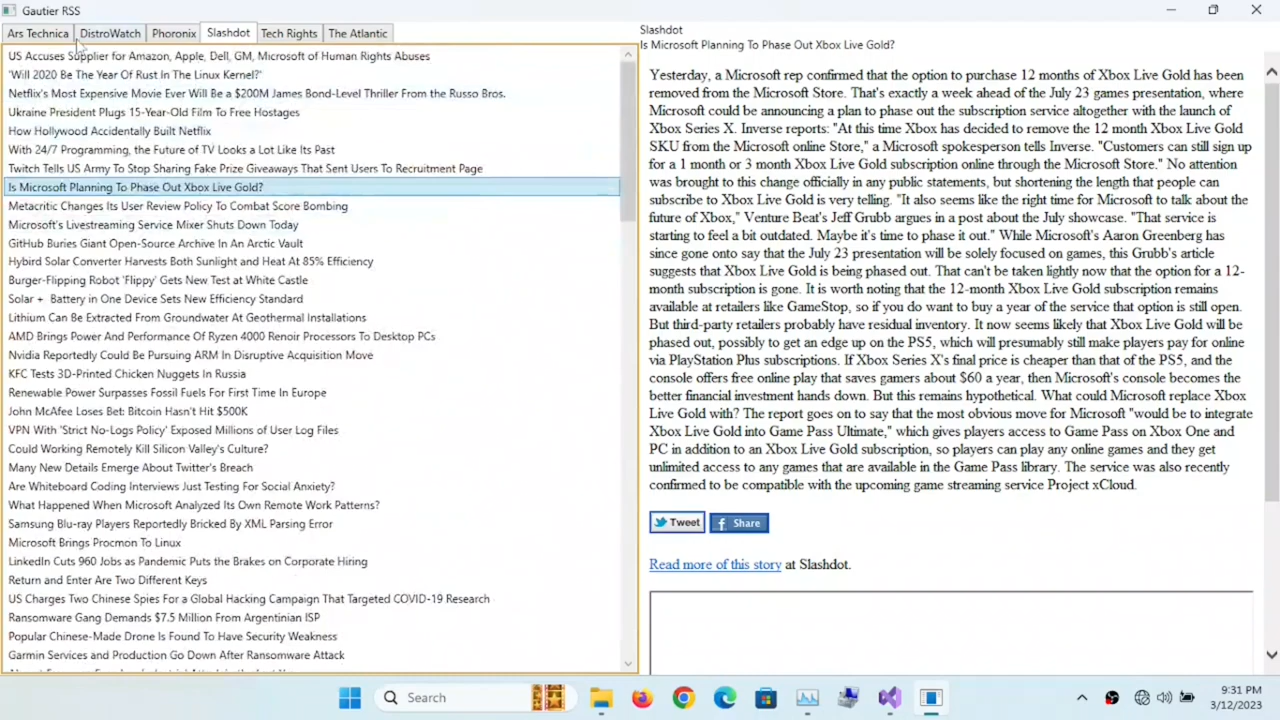 Gautier RSS
Ars Technica DistroWatch Phoronix Slashdot Tech Rights The Atlantic
US Accuses Supplier for Amazon, Apple, Dell, GM, Microsoft of Human Rights Abuses
'Will 2020 Be The Year Of Rust In The Linux Kernel?'
Netflix's Most Expensive Movie Ever Will Be a $200M James Bond-Level Thriller From the Russo Bros.
Ukraine President Plugs 15-Year-Old Film To Free Hostages
How Hollywood Accidentally Built Netflix
With 24/7 Programming, the Future of TV Looks a Lot Like Its Past
Twitch Tells US Army To Stop Sharing Fake Prize Giveaways That Sent Users To Recruitment Page
Is Microsoft Planning To Phase Out Xbox Live Gold?
Metacritic Changes Its User Review Policy To Combat Score Bombing
Microsoft's Livestreaming Service Mixer Shuts Down Today
GitHub Buries Giant Open-Source Archive In An Arctic Vault
Hybird Solar Converter Harvests Both Sunlight and Heat At 85% Efficiency
Burger-Flipping Robot 'Flippy' Gets New Test at White Castle
Solar + Battery in One Device Sets New Efficiency Standard
Lithium Can Be Extracted From Groundwater At Geothermal Installations
AMD Brings Power And Performance Of Ryzen 4000 Renoir Processors To Desktop PCs
Nvidia Reportedly Could Be Pursuing ARM In Disruptive Acquisition Move
KFC Tests 3D-Printed Chicken Nuggets In Russia
Renewable Power Surpasses Fossil Fuels For First Time In Europe
John McAfee Loses Bet: Bitcoin Hasn't Hit $500K
VPN With 'Strict No-Logs Policy' Exposed Millions of User Log Files
Could Working Remotely Kill Silicon Valley's Culture?
Many New Details Emerge About Twitter's Breach
Are Whiteboard Coding Interviews Just Testing For Social Anxiety?
What Happened When Microsoft Analyzed Its Own Remote Work Patterns?
Samsung Blu-ray Players Reportedly Bricked By XML Parsing Error
Microsoft Brings Procmon To Linux
LinkedIn Cuts 960 Jobs as Pandemic Puts the Brakes on Corporate Hiring
Return and Enter Are Two Different Keys
US Charges Two Chinese Spies For a Global Hacking Campaign That Targeted COVID-19 Research
Ransomware Gang Demands $7.5 Million From Argentinian ISP
Popular Chinese-Made Drone Is Found To Have Security Weakness
Garmin Services and Production Go Down After Ransomware Attack
Slashdot
Is Microsoft Planning To Phase Out Xbox Live Gold?
Yesterday, a Microsoft rep confirmed that the option to purchase 12 months of Xbox Live Gold has been
removed from the Microsoft Store. That's exactly a week ahead of the July 23 games presentation, where
Microsoft could be announcing a plan to phase out the subscription service altogether with the launch of
Xbox Series X. Inverse reports: "At this time Xbox has decided to remove the 12 month Xbox Live Gold
SKU from the Microsoft online Store," a Microsoft spokesperson tells Inverse. "Customers can still sign up
for a 1 month or 3 month Xbox Live Gold subscription online through the Microsoft Store." No attention
was brought to this change officially in any public statements, but shortening the length that people can
subscribe to Xbox Live Gold is very telling. "It also seems like the right time for Microsoft to talk about the
future of Xbox," Venture Beat's Jeff Grubb argues in a post about the July showcase. "That service is
starting to feel a bit outdated. Maybe it's time to phase it out." While Microsoft's Aaron Greenberg has
since gone onto say that the July 23 presentation will be solely focused on games, this Grubb's article
suggests that Xbox Live Gold is being phased out. That can't be taken lightly now that the option for a 12-
month subscription is gone. It is worth noting that the 12-month Xbox Live Gold subscription remains
available at retailers like GameStop, so if you do want to buy a year of the service that option is still open.
But third-party retailers probably have residual inventory. It now seems likely that Xbox Live Gold will be
phased out, possibly to get an edge up on the PS5, which will presumably still make players pay for online
via PlayStation Plus subscriptions. If Xbox Series X's final price is cheaper than that of the PS5, and the
console offers free online play that saves gamers about $60 a year, then Microsoft's console becomes the
better financial investment hands down. But this remains hypothetical. What could Microsoft replace Xbox
Live Gold with? The report goes on to say that the most obvious move for Microsoft "would be to integrate
Xbox Live Gold into Game Pass Ultimate," which gives players access to Game Pass on Xbox One and
PC in addition to an Xbox Live Gold subscription, so players can play any online games and they get
unlimited access to any games that are available in the Game Pass library. The service was also recently
confirmed to be compatible with the upcoming game streaming service Project xCloud.
Tweet Share
Read more of this story at Slashdot.
Search
9:31 PM
3/12/2023